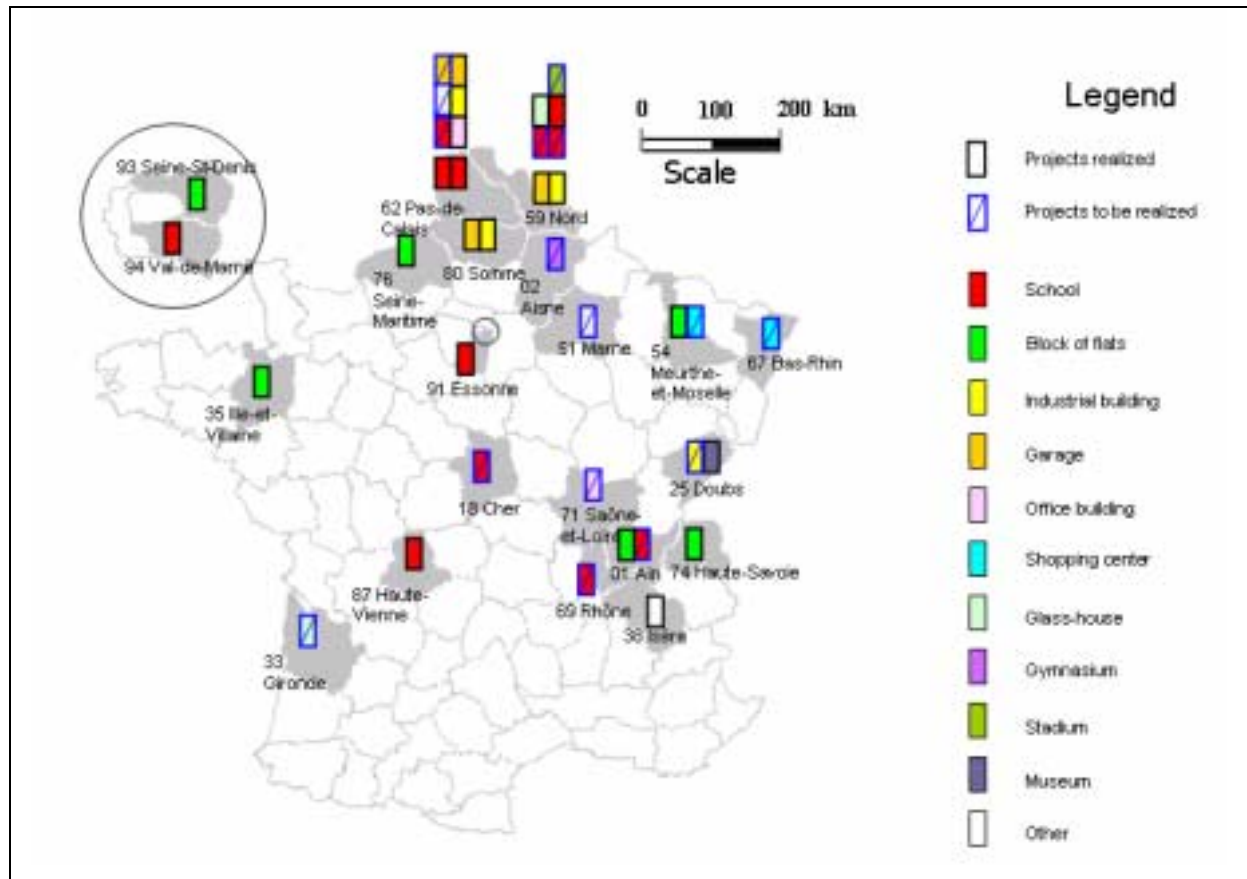 0 100 200 km
Scale
Legend
Projects realized
Projects to be realized
School
Block of flats
Industrial building
Garage
Office building
Shopping center
Glass-house
Gymnasium
Stadium
Museum
Other
93 Seine-St-Denis
94 Val-de-Marne
62 Pas-de-
Calais
59 Nord
80 Somme
76
Seine-
Maritime
02
Aisne
51 Marne
54
Meurthe-
et-Moselle
67 Bas-Rhin
91 Essonne
35 Ille-et-
Vilaine
18 Cher
25 Doubs
71 Saône-
et-Loire
01 Ain
74 Haute-Savoie
87 Haute-
Vienne
69 Rhône
38 Isère
33
Gironde